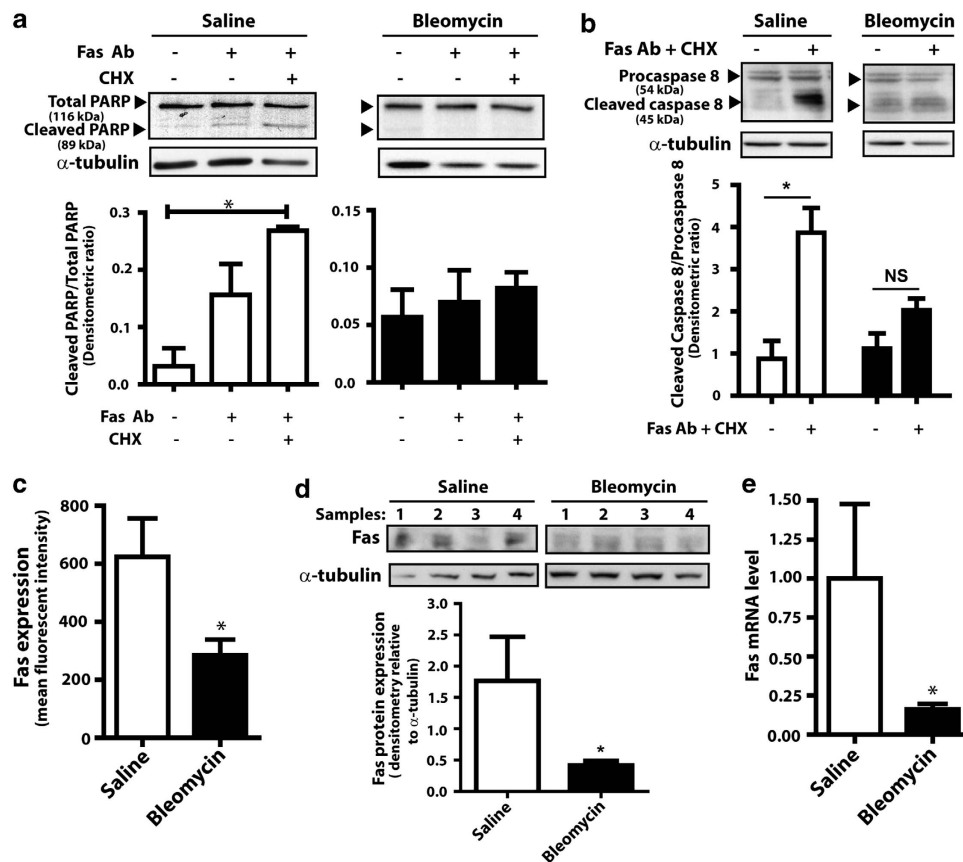 a
Saline Bleomycin
Fas Ab - + + - + +
CHX - - + - - +
Total PARP
(116 kDa)
Cleaved PARP
(89 kDa)
α-tubulin
Cleaved PARP/Total PARP
(Densitometric ratio)
0.3
0.2
0.1
0.0
*
0.15
0.10
0.05
0.0
Fas Ab - + + - + +
CHX - - + - - +
b
Saline Bleomycin
Fas Ab + CHX - + - +
Procaspase 8
(54 kDa)
Cleaved caspase 8
(45 kDa)
α-tubulin
Cleaved Caspase 8/Procaspase 8
(Densitometric ratio)
5
4
3
2
1
0
*
NS
Fas Ab + CHX - + - +
c
Fas expression
(mean fluorescent intensity)
800
600
400
200
0
*
Saline
Bleomycin
d
Saline Bleomycin
Samples: 1 2 3 4 1 2 3 4
Fas
α-tubulin
Fas protein expression
( densitometry relative
to α-tubulin)
3.0
2.5
2.0
1.5
1.0
0.5
0.0
*
Saline
Bleomycin
e
Fas mRNA level
1.50
1.25
1.00
0.75
0.50
0.25
0.00
*
Saline
Bleomycin